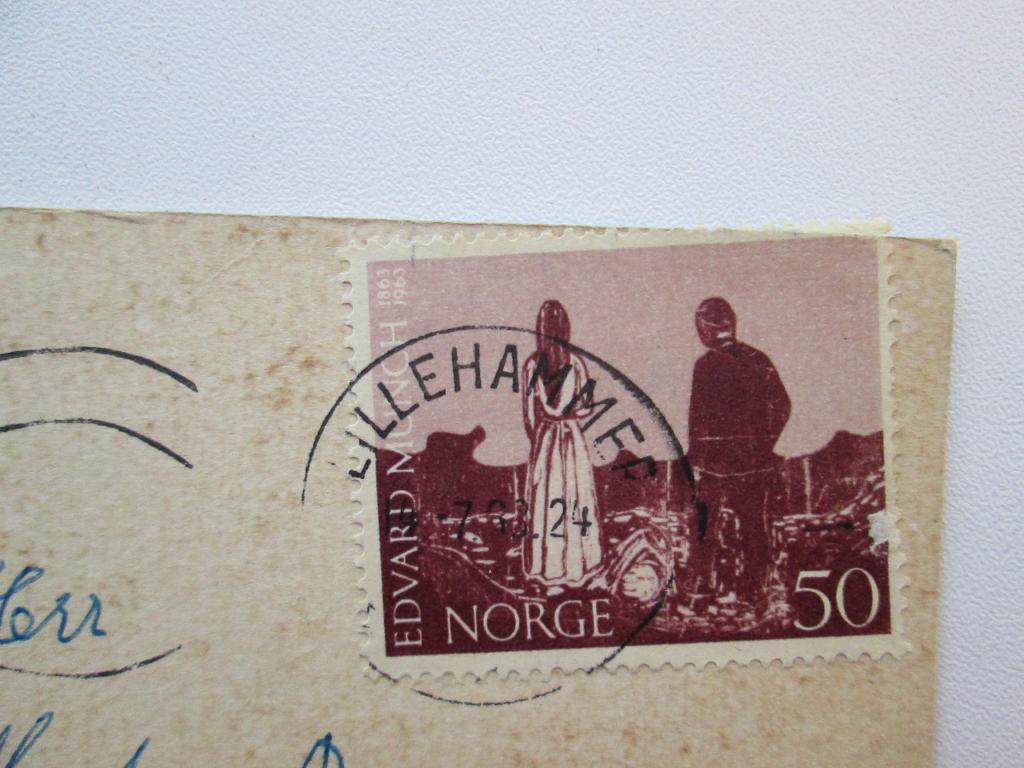 EDVARD MUNCH 1863
1963
LILLEHAMMER
-7.63.24
NORGE
50
Herr